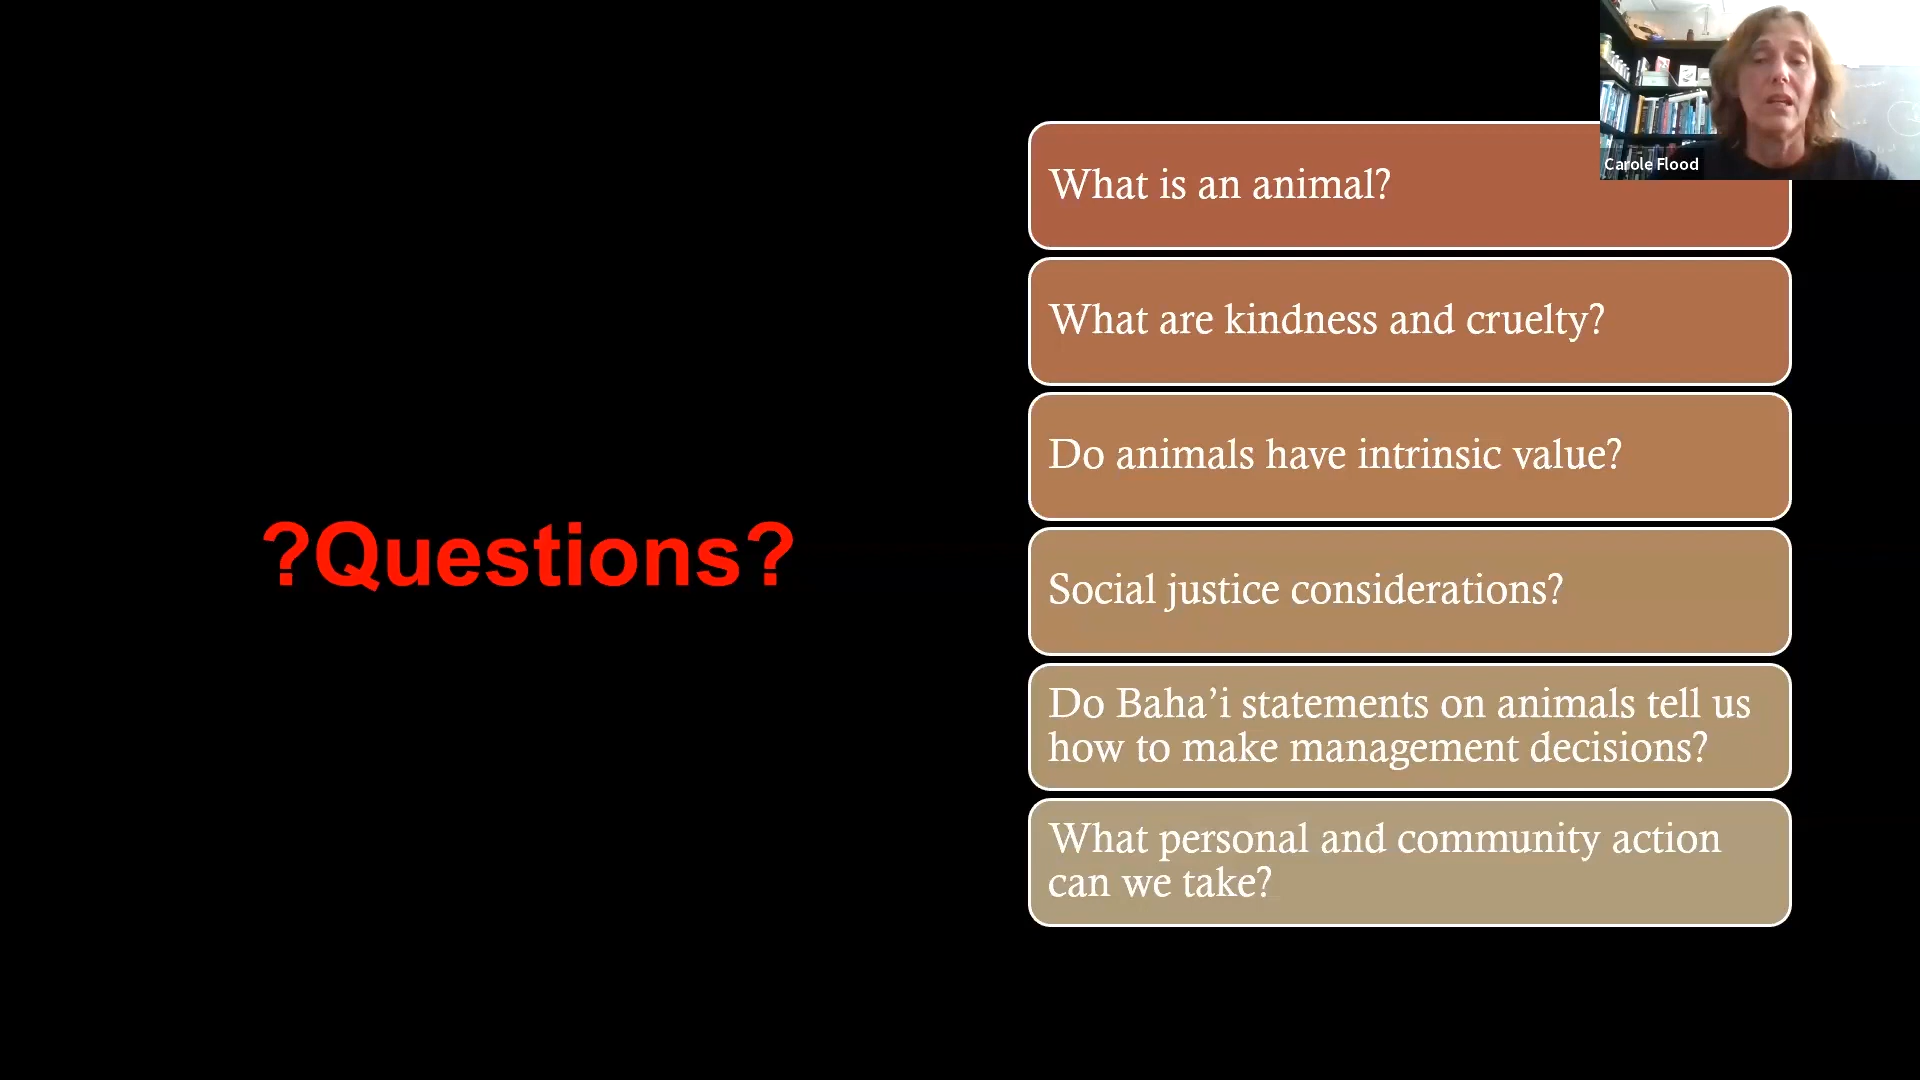 ?Questions?
What is an animal?
What are kindness and cruelty?
Do animals have intrinsic value?
Social justice considerations?
Do Baha’i statements on animals tell us
how to make management decisions?
What personal and community action
can we take?
Carole Flood